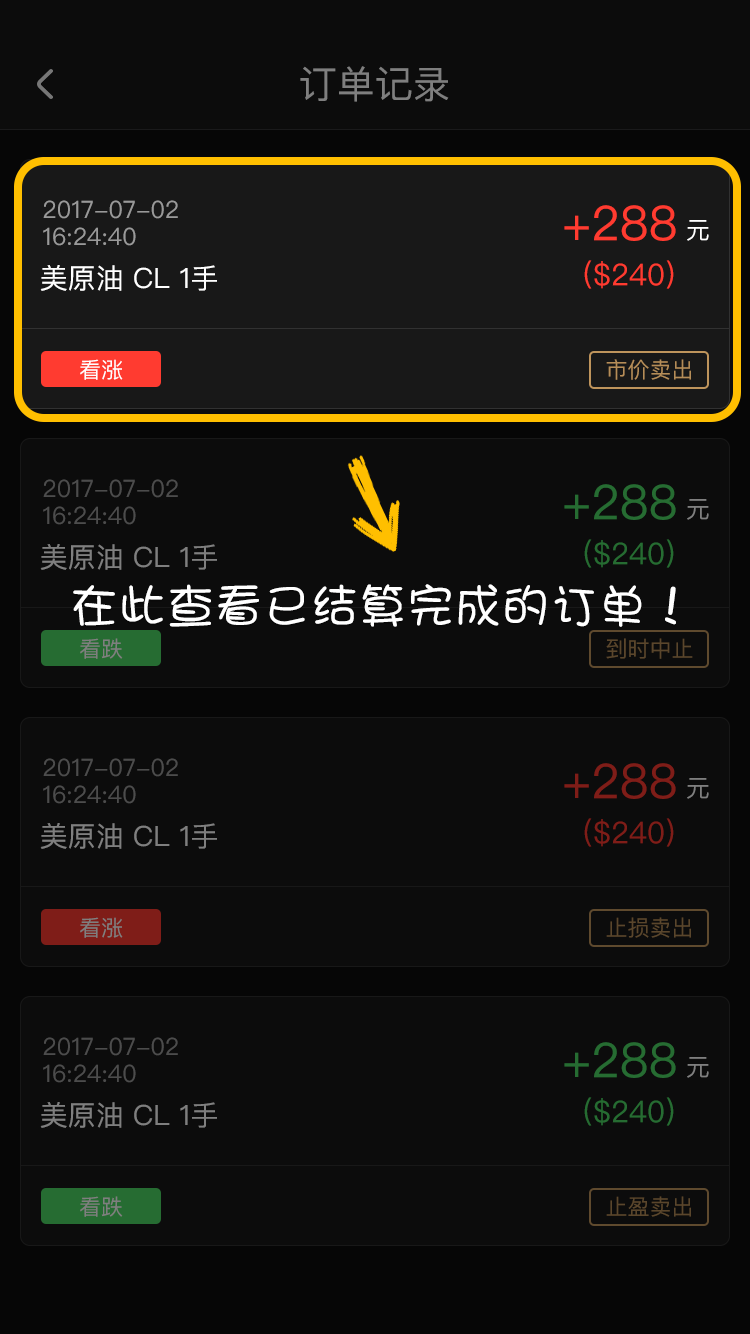 订单记录
2017-07-02
16:24:40
+288 元
美原油 CL 1手
($240)
看涨
市价卖出
2017-07-02
16:24:40
+288 元
美原油 CL 1手
($240)
在此查看已结算完成的订单！
看跌
到时中止
2017-07-02
16:24:40
+288 元
美原油 CL 1手
($240)
看涨
止损卖出
2017-07-02
16:24:40
+288 元
美原油 CL 1手
($240)
看跌
止盈卖出